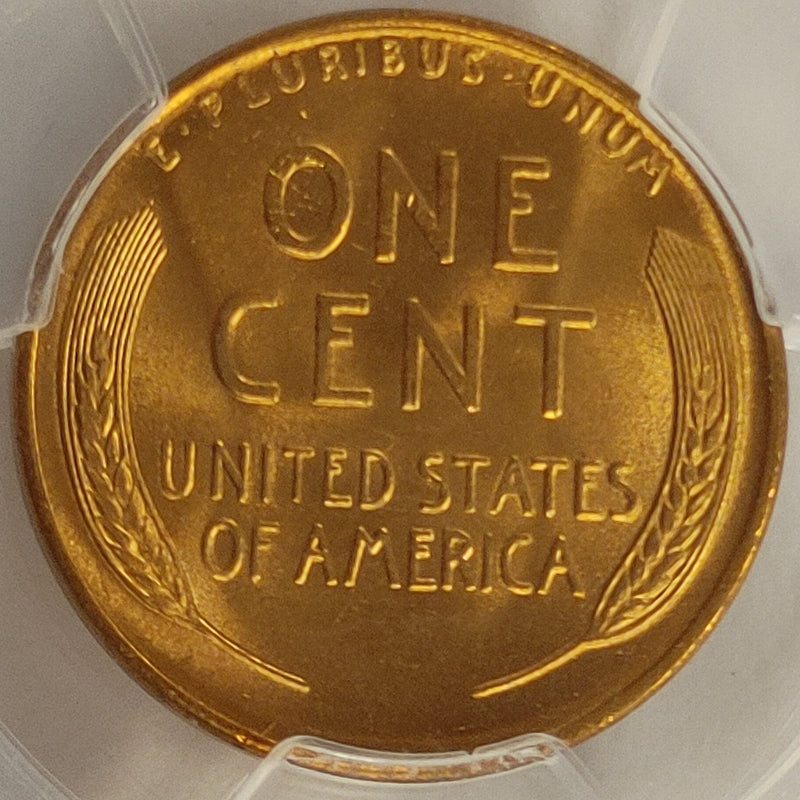 E·PLURIBUS·UNUM
ONE
CENT
UNITED STATES
OF AMERICA